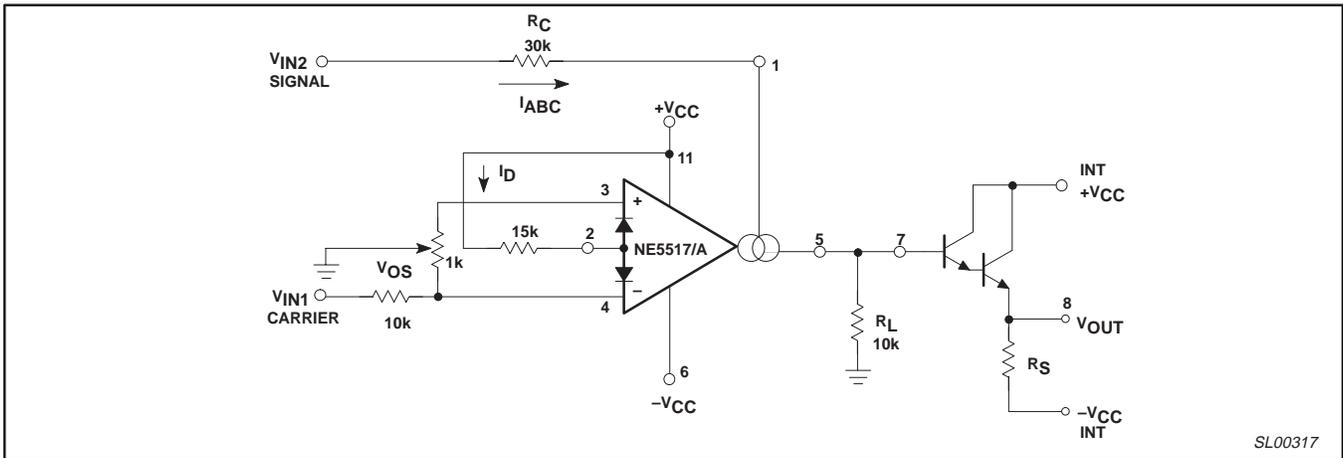 RC
30k
VIN2
SIGNAL
1
IABC
+VCC
11
ID
3
+
INT
+VCC
15k
2
NE5517/A
5
7
VOS
1k
VIN1
CARRIER
10k
4
–
RL
10k
8
VOUT
RS
6
–VCC
–VCC
INT
SL00317